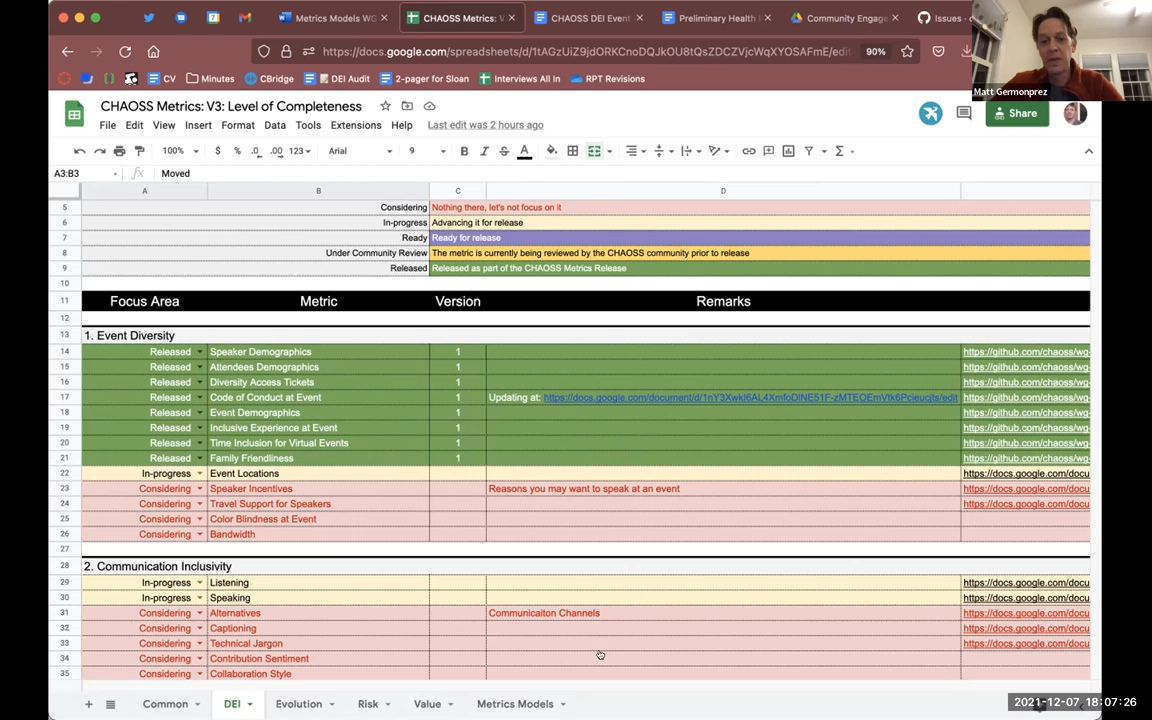 Metrics Models WG
CHAOSS Metrics: V
CHAOSS DEI Event
Preliminary Health
Community Engage
Issues · c
https://docs.google.com/spreadsheets/d/1tAGzUiZ9jdORKCnoDQJkOU8tQsZDCZVjcWqXYOSAFmE/edit
90%
CV
Minutes
CBridge
DEI Audit
2-pager for Sloan
Interviews All In
RPT Revisions
Matt Germonprez
CHAOSS Metrics: V3: Level of Completeness
Share
File Edit View Insert Format Data Tools Extensions Help Last edit was 2 hours ago
100% $ % .0 .00 123 Arial 9 B I S A
A3:B3 fx Moved
A B C D
5 Considering Nothing there, let's not focus on it
6 In-progress Advancing it for release
7 Ready Ready for release
8 Under Community Review The metric is currently being reviewed by the CHAOSS community prior to release
9 Released Released as part of the CHAOSS Metrics Release
10
11 Focus Area Metric Version Remarks
12
13 1. Event Diversity
14 Released Speaker Demographics 1 https://github.com/chaoss/wg-
15 Released Attendees Demographics 1 https://github.com/chaoss/wg-
16 Released Diversity Access Tickets 1 https://github.com/chaoss/wg-
17 Released Code of Conduct at Event 1 Updating at: https://docs.google.com/document/d/1nY3XwkI6AL4XmfoDlNE51F-zMTEOEmVtk6Pcieucjts/edit https://github.com/chaoss/wg-
18 Released Event Demographics 1 https://github.com/chaoss/wg-
19 Released Inclusive Experience at Event 1 https://github.com/chaoss/wg-
20 Released Time Inclusion for Virtual Events 1 https://github.com/chaoss/wg-
21 Released Family Friendliness 1 https://github.com/chaoss/wg-
22 In-progress Event Locations https://docs.google.com/docu
23 Considering Speaker Incentives Reasons you may want to speak at an event https://docs.google.com/docu
24 Considering Travel Support for Speakers https://docs.google.com/docu
25 Considering Color Blindness at Event
26 Considering Bandwidth
27
28 2. Communication Inclusivity
29 In-progress Listening https://docs.google.com/docu
30 In-progress Speaking https://docs.google.com/docu
31 Considering Alternatives Communicaiton Channels https://docs.google.com/docu
32 Considering Captioning https://docs.google.com/docu
33 Considering Technical Jargon https://docs.google.com/docu
34 Considering Contribution Sentiment
35 Considering Collaboration Style
Common DEI Evolution Risk Value Metrics Models
2021-12-07, 18:07:26